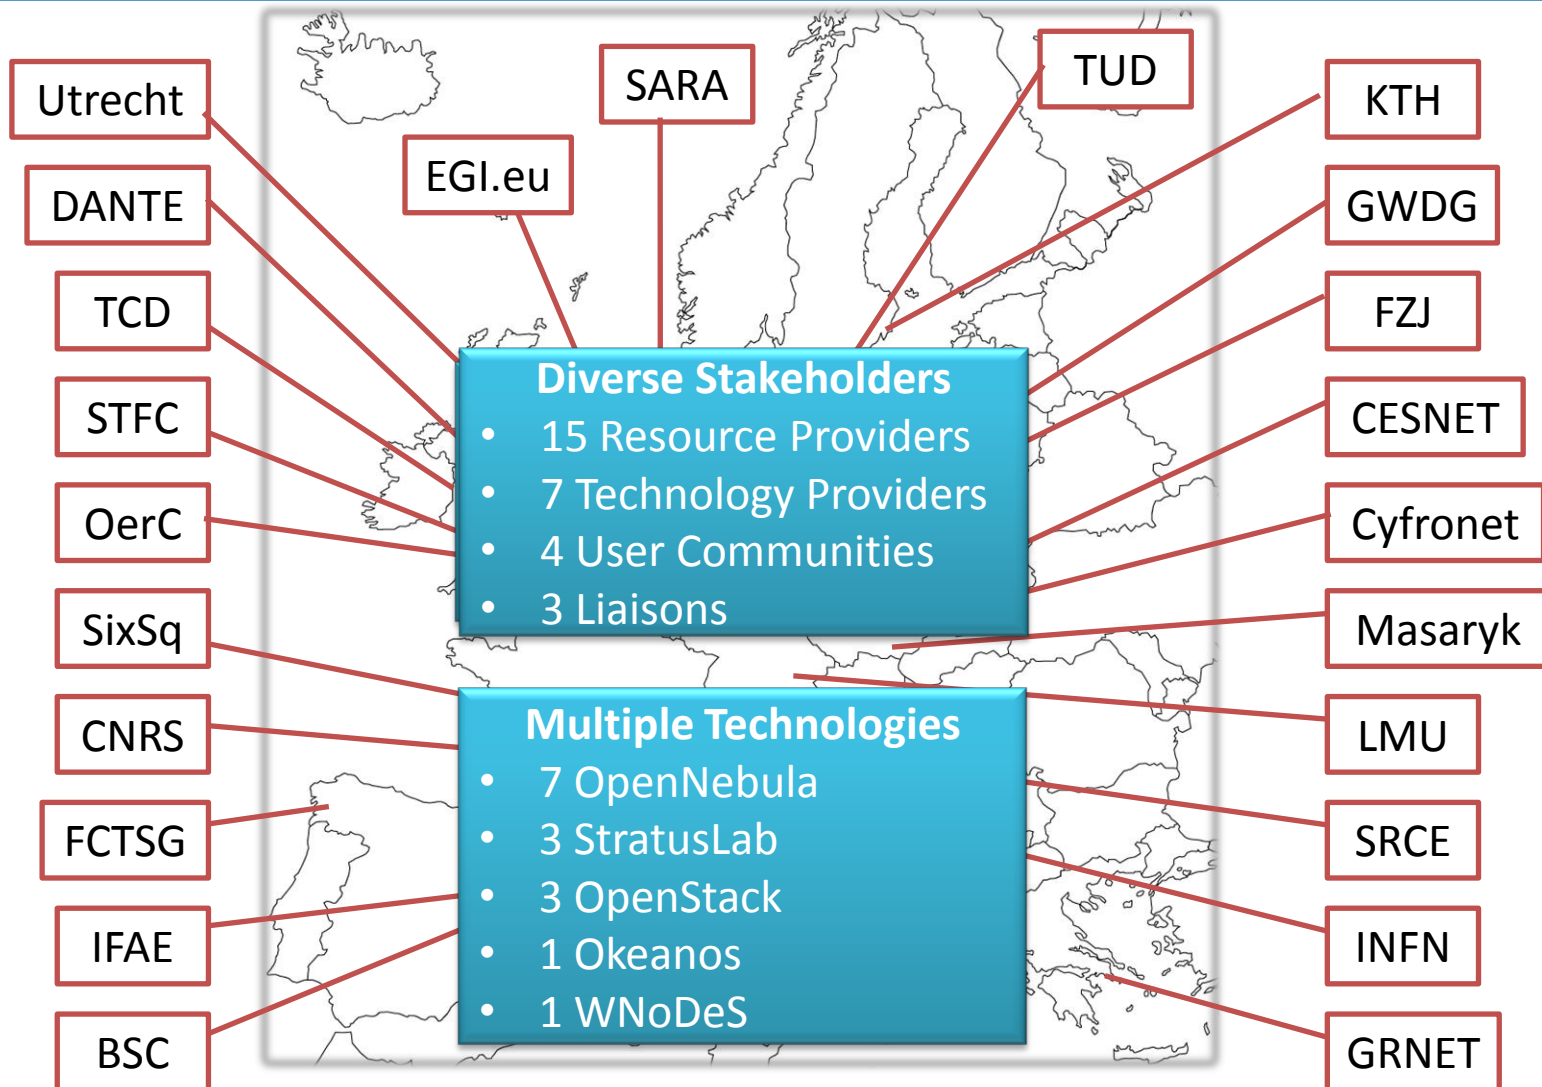 SARA
TUD
Utrecht
KTH
EGI.eu
DANTE
GWDG
TCD
FZJ
Diverse Stakeholders
• 15 Resource Providers
• 7 Technology Providers
• 4 User Communities
• 3 Liaisons
STFC
CESNET
OerC
Cyfronet
SixSq
Masaryk
CNRS
LMU
Multiple Technologies
• 7 OpenNebula
• 3 StratusLab
• 3 OpenStack
• 1 Okeanos
• 1 WNoDeS
FCTSG
SRCE
IFAE
INFN
BSC
GRNET